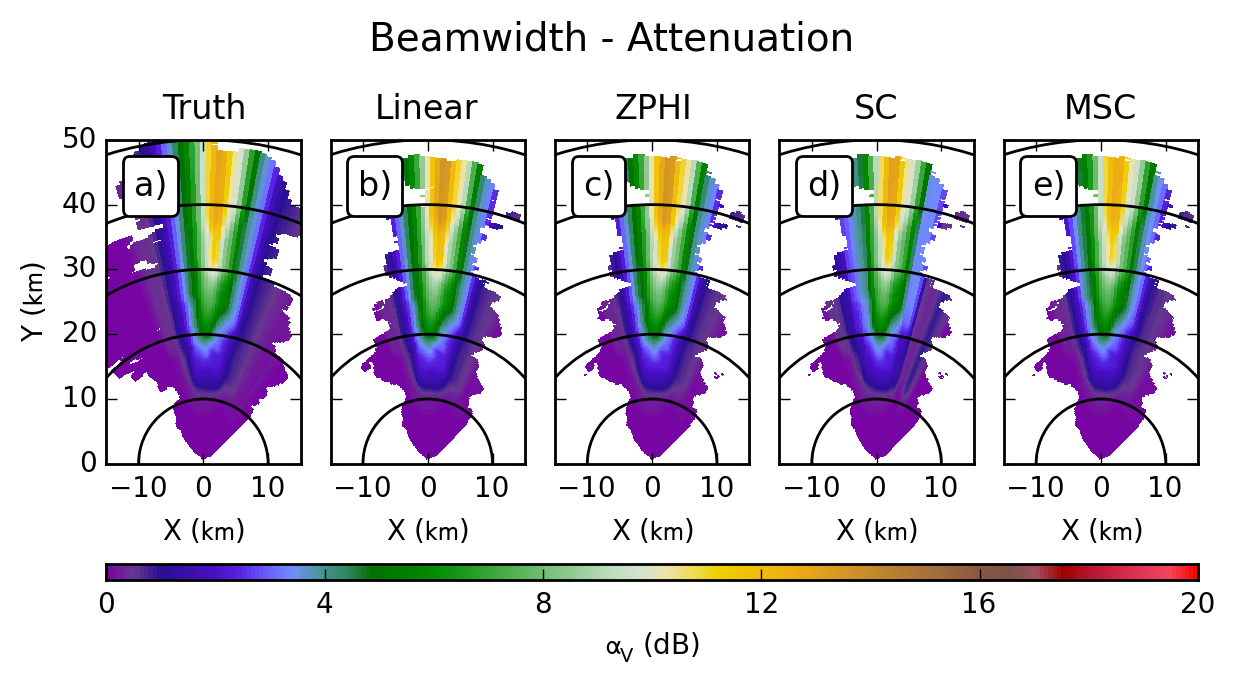 Beamwidth - Attenuation
Truth Linear ZPHI SC MSC
a) b) c) d) e)
50
40
30
20
10
0
Y (km)
−10 0 10 −10 0 10 −10 0 10 −10 0 10 −10 0 10
X (km) X (km) X (km) X (km) X (km)
0 4 8 12 16 20
αV (dB)